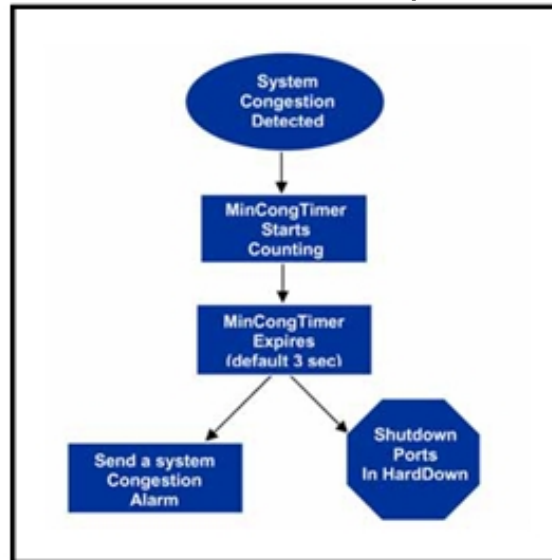 System
Congestion
Detected
MinCongTimer
Starts
Counting
MinCongTimer
Expires
(default 3 sec)
Send a system
Congestion
Alarm
Shutdown
Ports
In HardDown